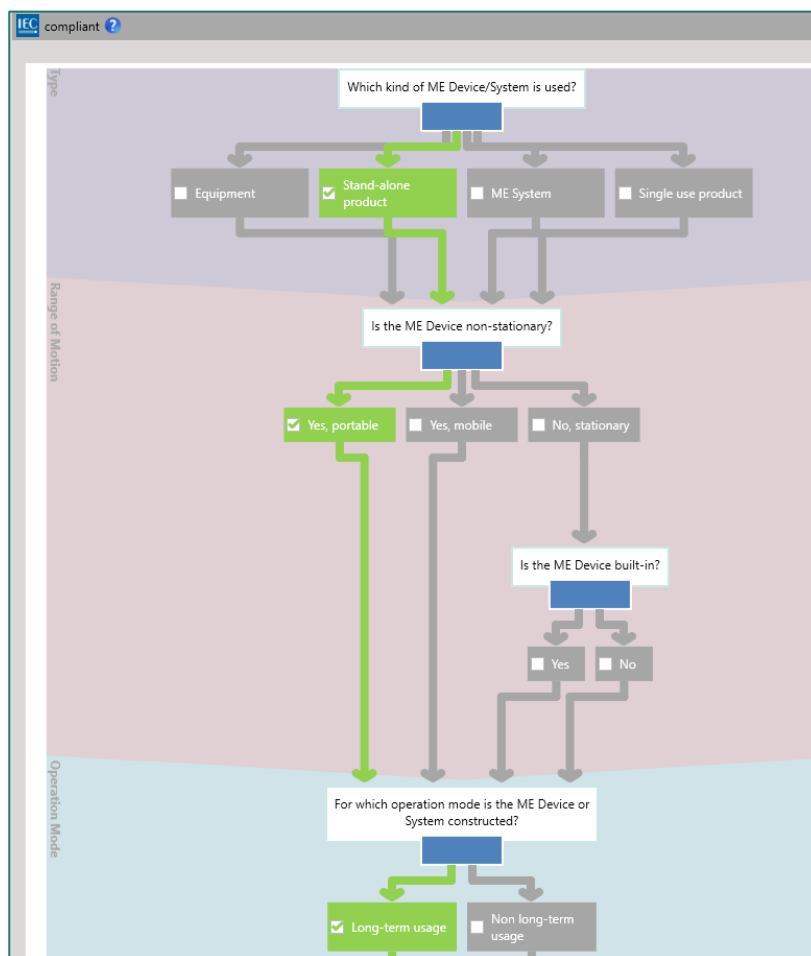 IEC compliant ?
Type
Which kind of ME Device/System is used?
Equipment
Stand-alone
product
ME System
Single use product
Range of Motion
Is the ME Device non-stationary?
Yes, portable
Yes, mobile
No, stationary
Is the ME Device built-in?
Yes
No
Operation Mode
For which operation mode is the ME Device or
System constructed?
Long-term usage
Non long-term
usage